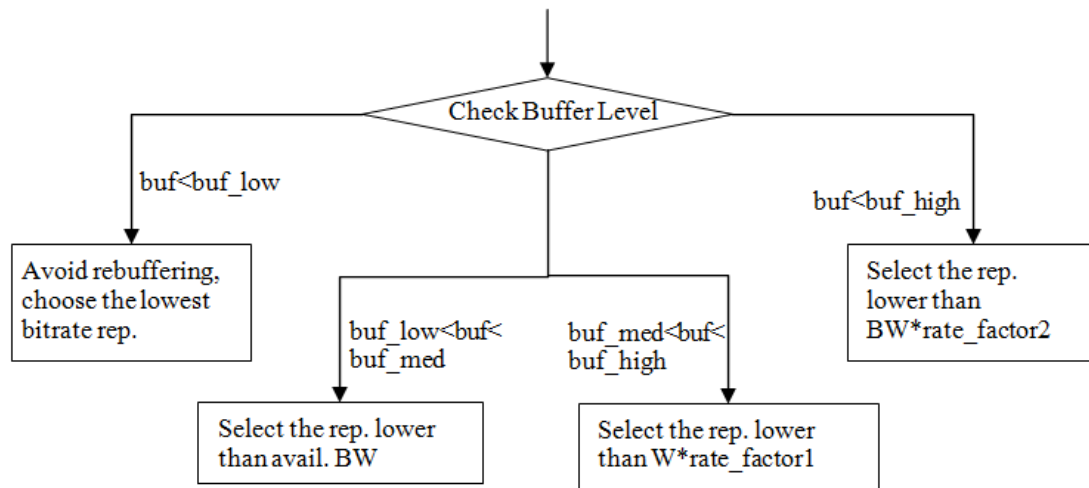 Check Buffer Level
buf<buf_low
buf<buf_high
Avoid rebuffering,
choose the lowest
bitrate rep.
Select the rep.
lower than
BW*rate_factor2
buf_low<buf<
buf_med
buf_med<buf<
buf_high
Select the rep. lower
than avail. BW
Select the rep. lower
than W*rate_factor1